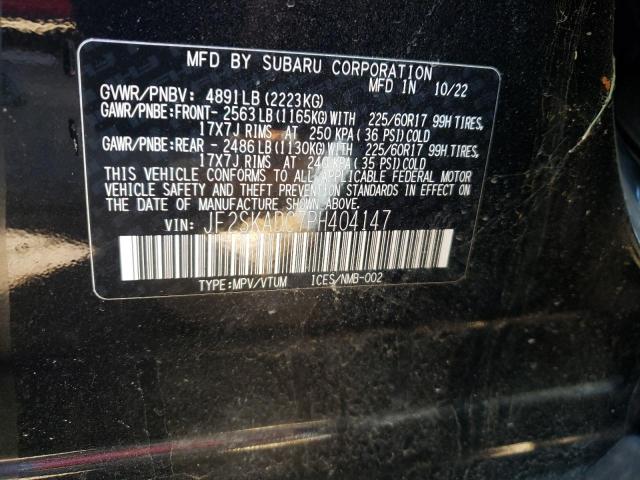 MFD BY SUBARU CORPORATION
MFD IN 10/22
GVWR/PNBV: 4891LB(2223KG)
GAWR/PNBE:FRONT- 2563LB(1165KG)WITH 225/60R17 99H TIRES,
17X7J RIMS AT 250 KPA( 36 PSI)COLD
GAWR/PNBE:REAR - 2486LB(1130KG)WITH 225/60R17 99H TIRES,
17X7J RIMS AT 240 KPA( 35 PSI)COLD
THIS VEHICLE CONFORMS TO ALL APPLICABLE FEDERAL MOTOR
VEHICLE SAFETY AND THEFT PREVENTION STANDARDS IN EFFECT ON
THE DATE OF MANUFACTURE SHOWN ABOVE.
VIN:
TYPE:MPV/VTUM ICES/NMB-002